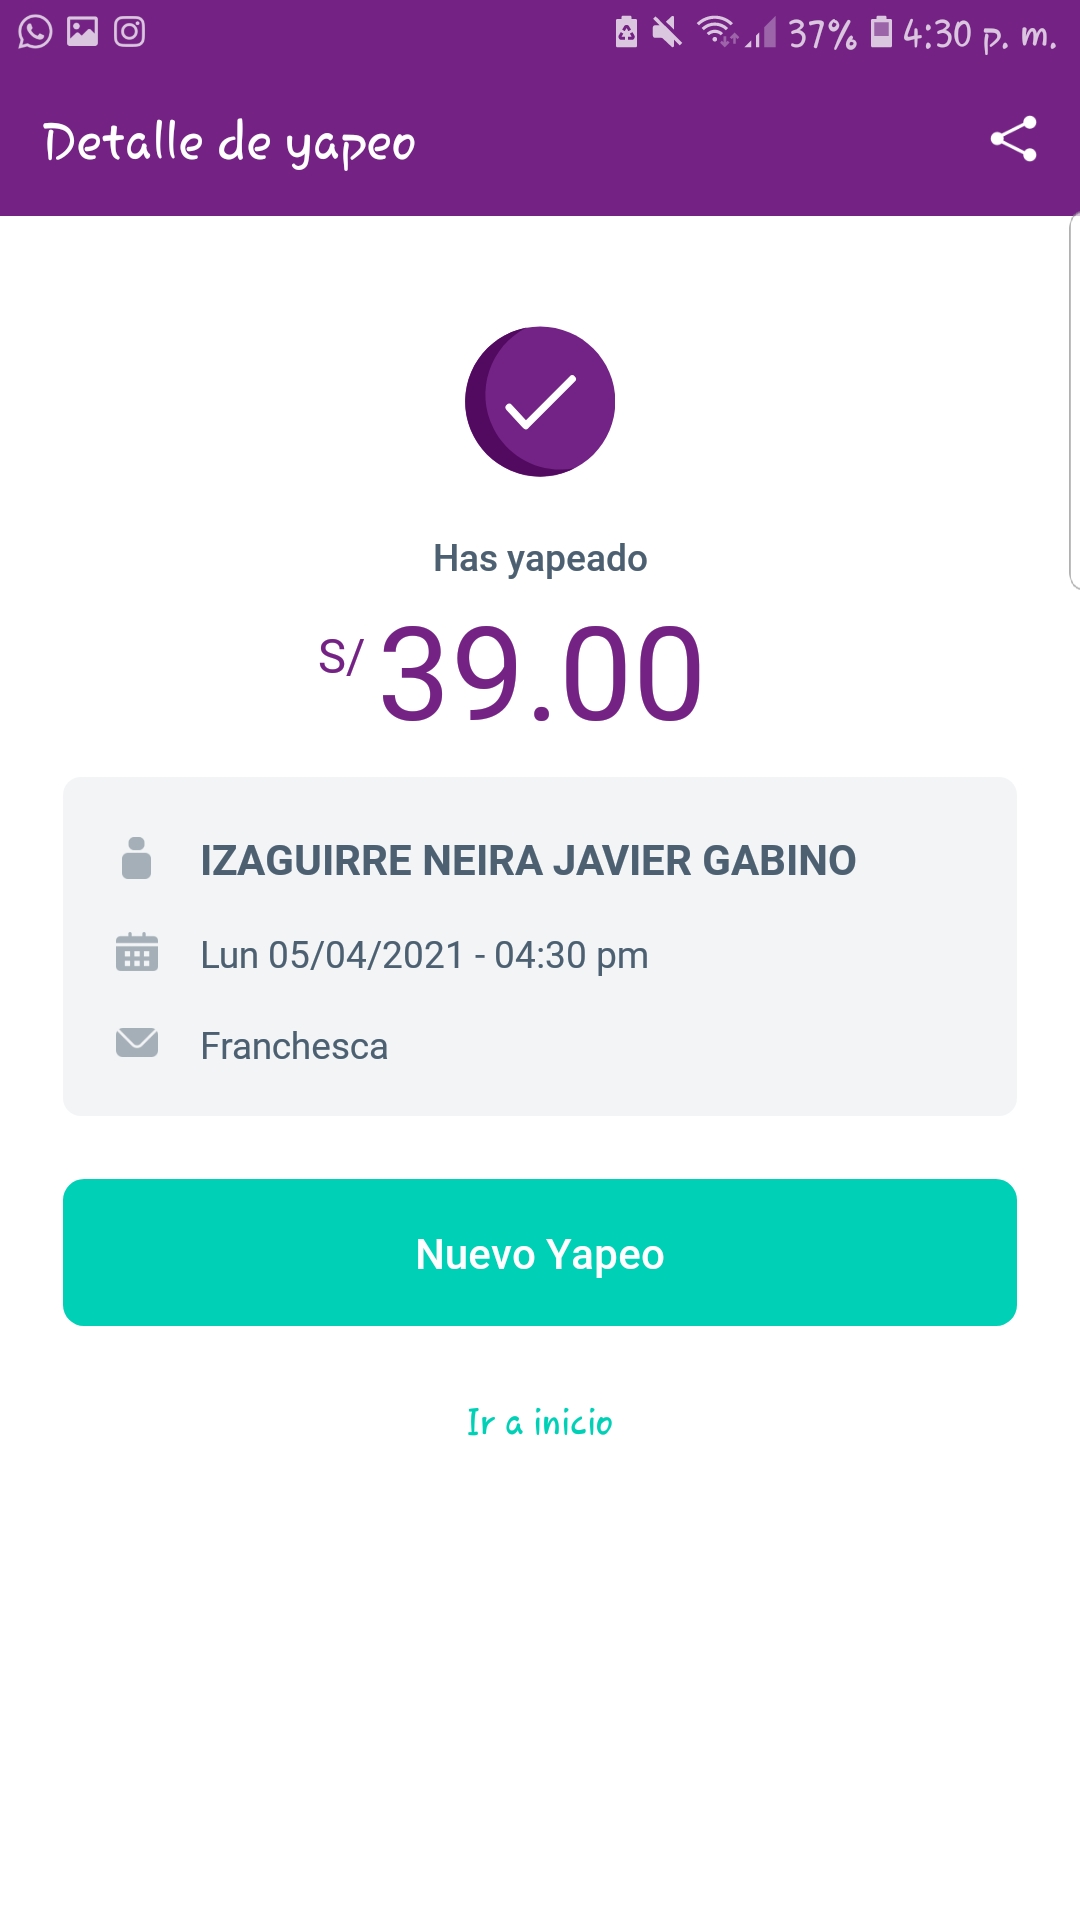 37% 4:30 p. m.
Detalle de yapeo
Has yapeado
S/ 39.00
IZAGUIRRE NEIRA JAVIER GABINO
Lun 05/04/2021 - 04:30 pm
Franchesca
Nuevo Yapeo
Ir a inicio